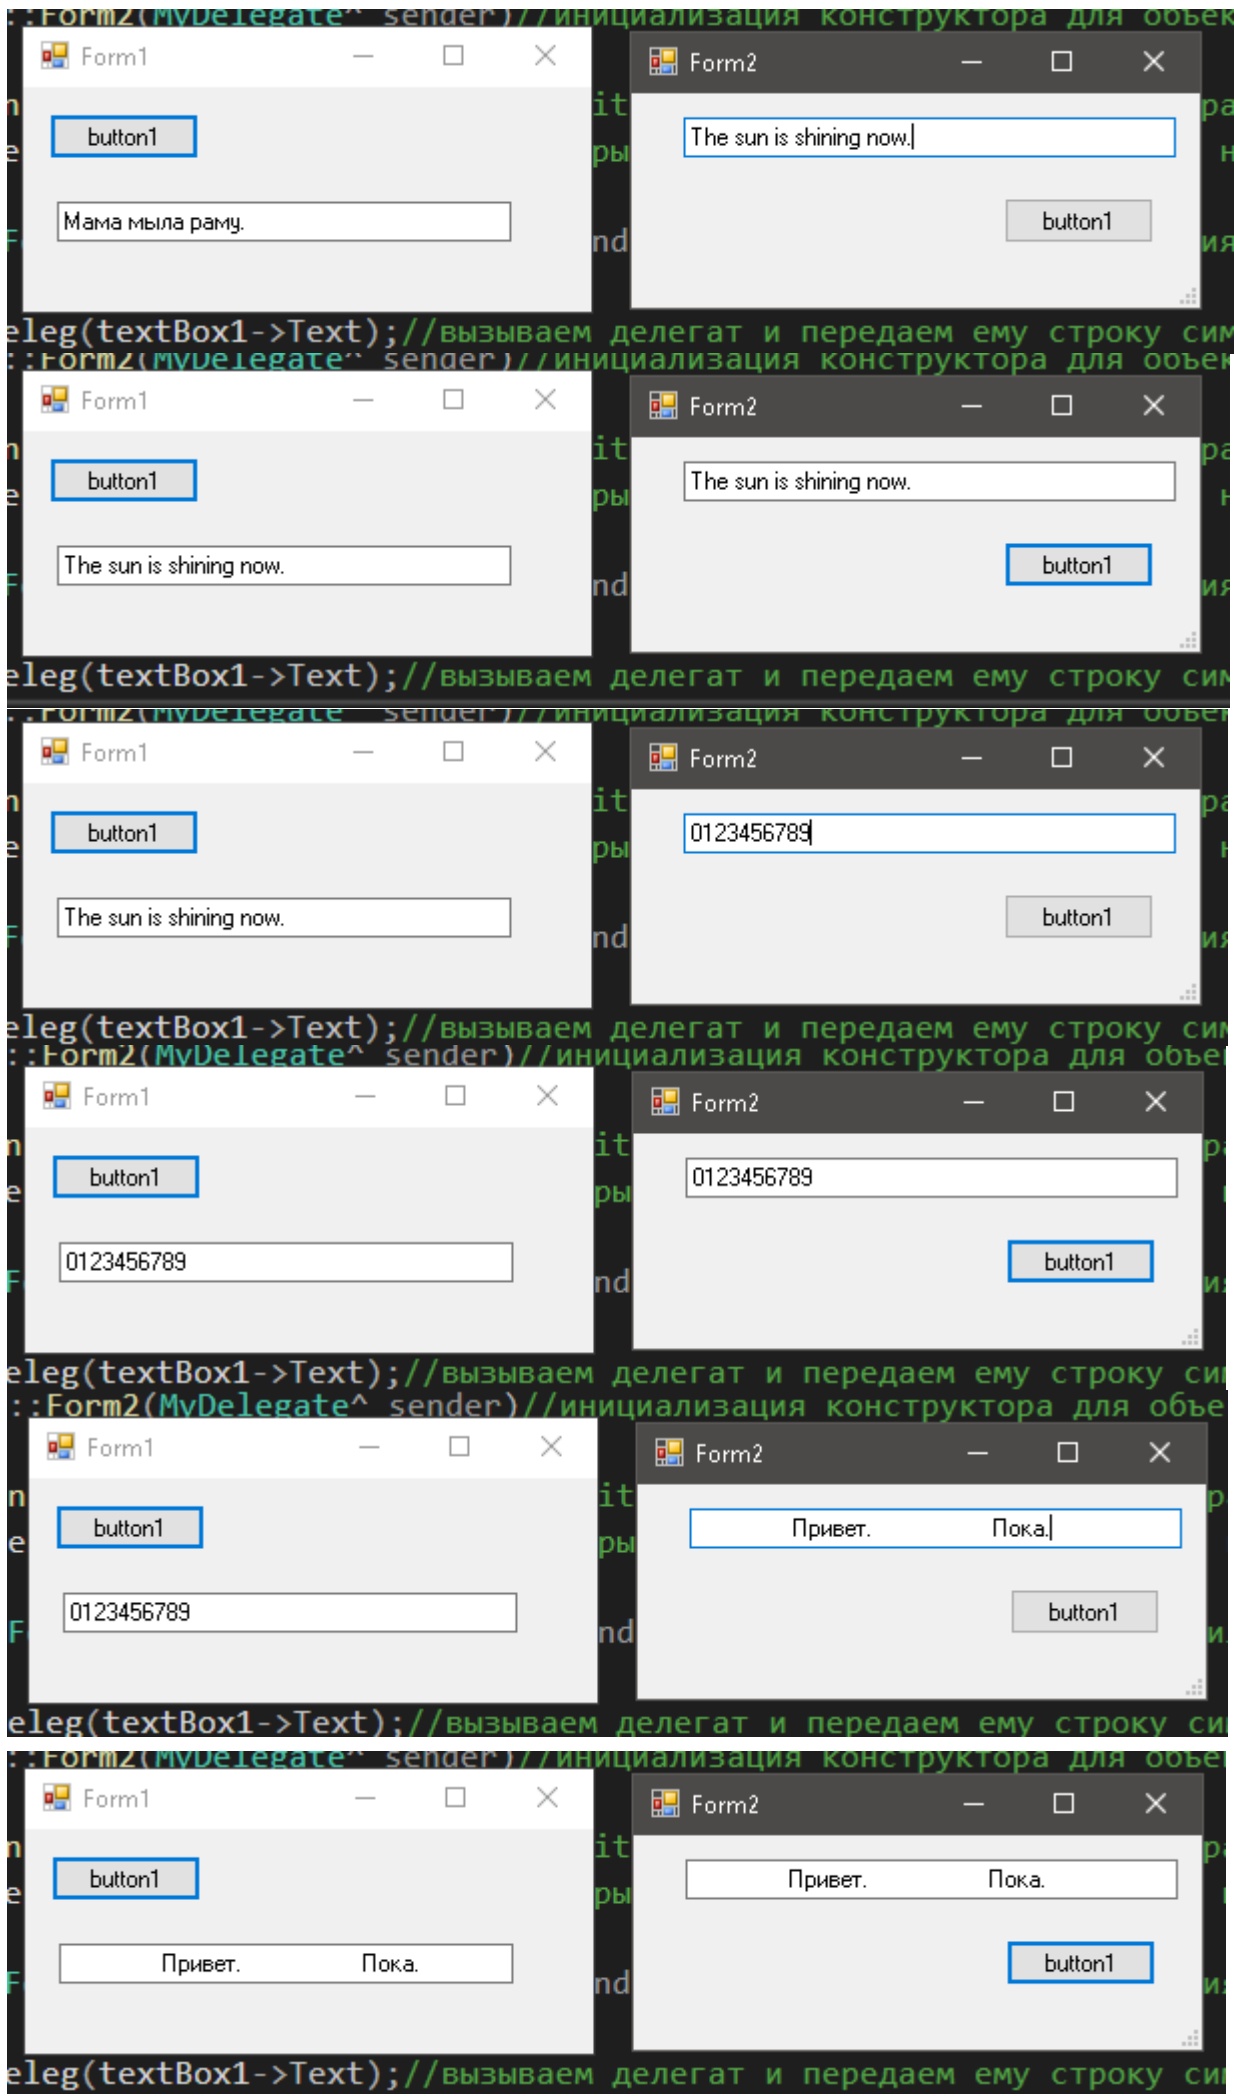 ::Form2(MyDelegate^ sender)//инициализация конструктора для объек
Form1
Form2
button1
The sun is shining now.
Мама мыла раму.
button1
eleg(textBox1->Text);//вызываем делегат и передаем ему строку сим
::Form2(MyDelegate^ sender)//инициализация конструктора для объек
Form1
Form2
button1
The sun is shining now.
The sun is shining now.
button1
eleg(textBox1->Text);//вызываем делегат и передаем ему строку сим
::Form2(MyDelegate^ sender)//инициализация конструктора для объек
Form1
Form2
button1
0123456789
The sun is shining now.
button1
eleg(textBox1->Text);//вызываем делегат и передаем ему строку сим
::Form2(MyDelegate^ sender)//инициализация конструктора для объе
Form1
Form2
button1
0123456789
0123456789
button1
eleg(textBox1->Text);//вызываем делегат и передаем ему строку си
::Form2(MyDelegate^ sender)//инициализация конструктора для объе
Form1
Form2
button1
Привет. Пока.
0123456789
button1
eleg(textBox1->Text);//вызываем делегат и передаем ему строку си
::Form2(MyDelegate^ sender)//инициализация конструктора для объе
Form1
Form2
button1
Привет. Пока.
Привет. Пока.
button1
eleg(textBox1->Text);//вызываем делегат и передаем ему строку си